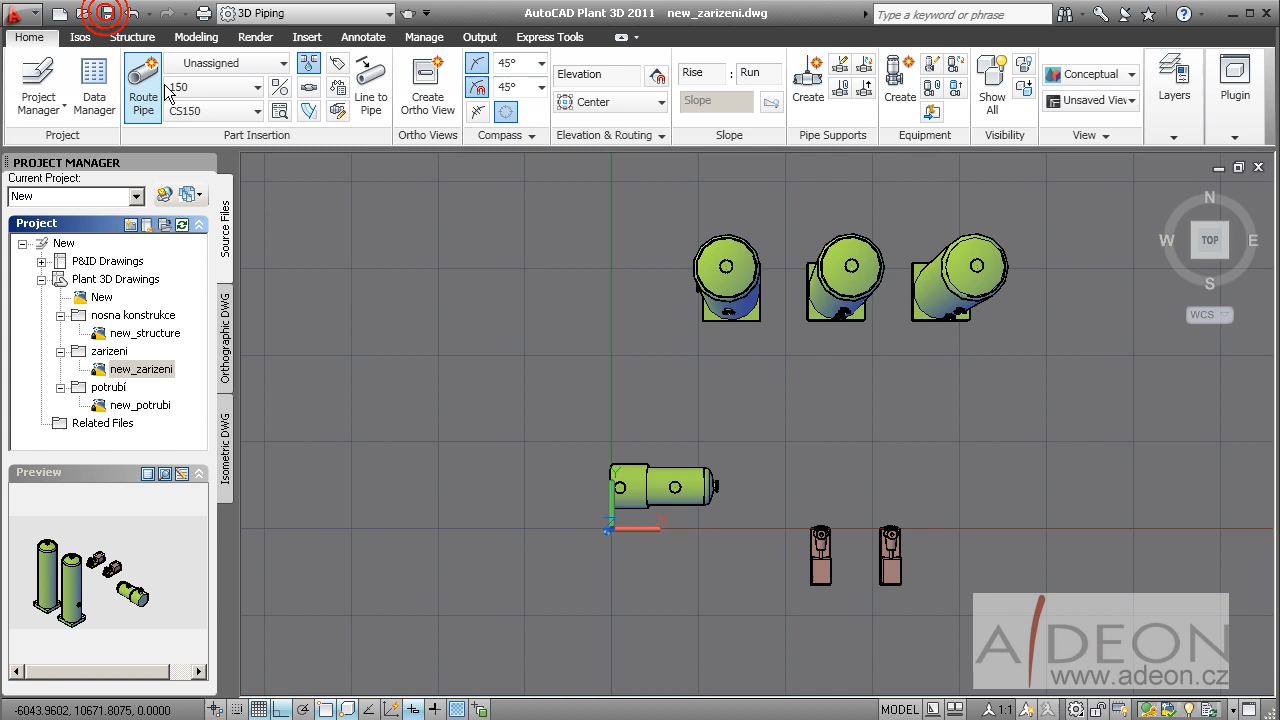 3D Piping
AutoCAD Plant 3D 2011 new_zarizeni.dwg
Type a keyword or phrase
Home
Isos
Structure
Modeling
Render
Insert
Annotate
Manage
Output
Express Tools
Project
Manager
Data
Manager
Project
Route
Pipe
Unassigned
150
CS150
Line to
Pipe
Part Insertion
Create
Ortho View
Ortho Views
45°
45°
Compass
Elevation
Center
Elevation & Routing
Rise : Run
Slope
Slope
Create
Pipe Supports
Create
Equipment
Show
All
Visibility
Conceptual
Unsaved View
View
Layers
Plugin
PROJECT MANAGER
Current Project:
New
Project
New
P&ID Drawings
Plant 3D Drawings
New
nosna konstrukce
new_structure
zarizeni
new_zarizeni
potrubí
new_potrubi
Related Files
Source Files
Orthographic DWG
Isometric DWG
Preview
N
W
TOP
E
S
WCS
Y
X
Z
ADEON
www.adeon.cz
-6043.9602, 10671.8075, 0.0000
MODEL
1:1